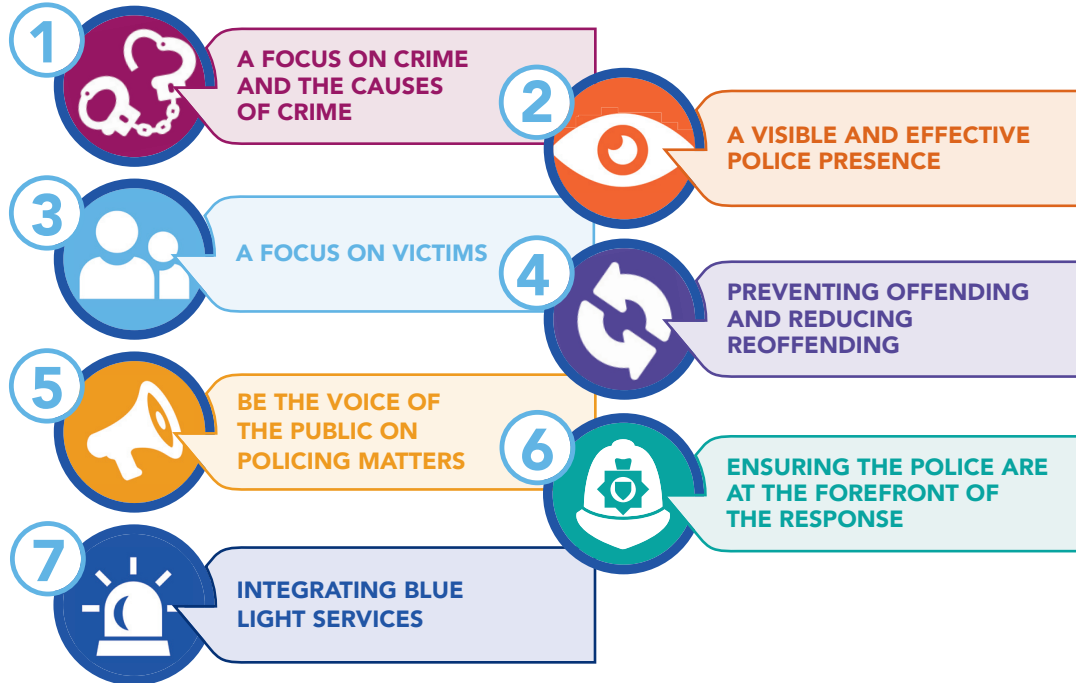 1
A FOCUS ON CRIME
AND THE CAUSES
OF CRIME
2
A VISIBLE AND EFFECTIVE
POLICE PRESENCE
3
A FOCUS ON VICTIMS
4
PREVENTING OFFENDING
AND REDUCING
REOFFENDING
5
BE THE VOICE OF
THE PUBLIC ON
POLICING MATTERS
6
ENSURING THE POLICE ARE
AT THE FOREFRONT OF
THE RESPONSE
7
INTEGRATING BLUE
LIGHT SERVICES